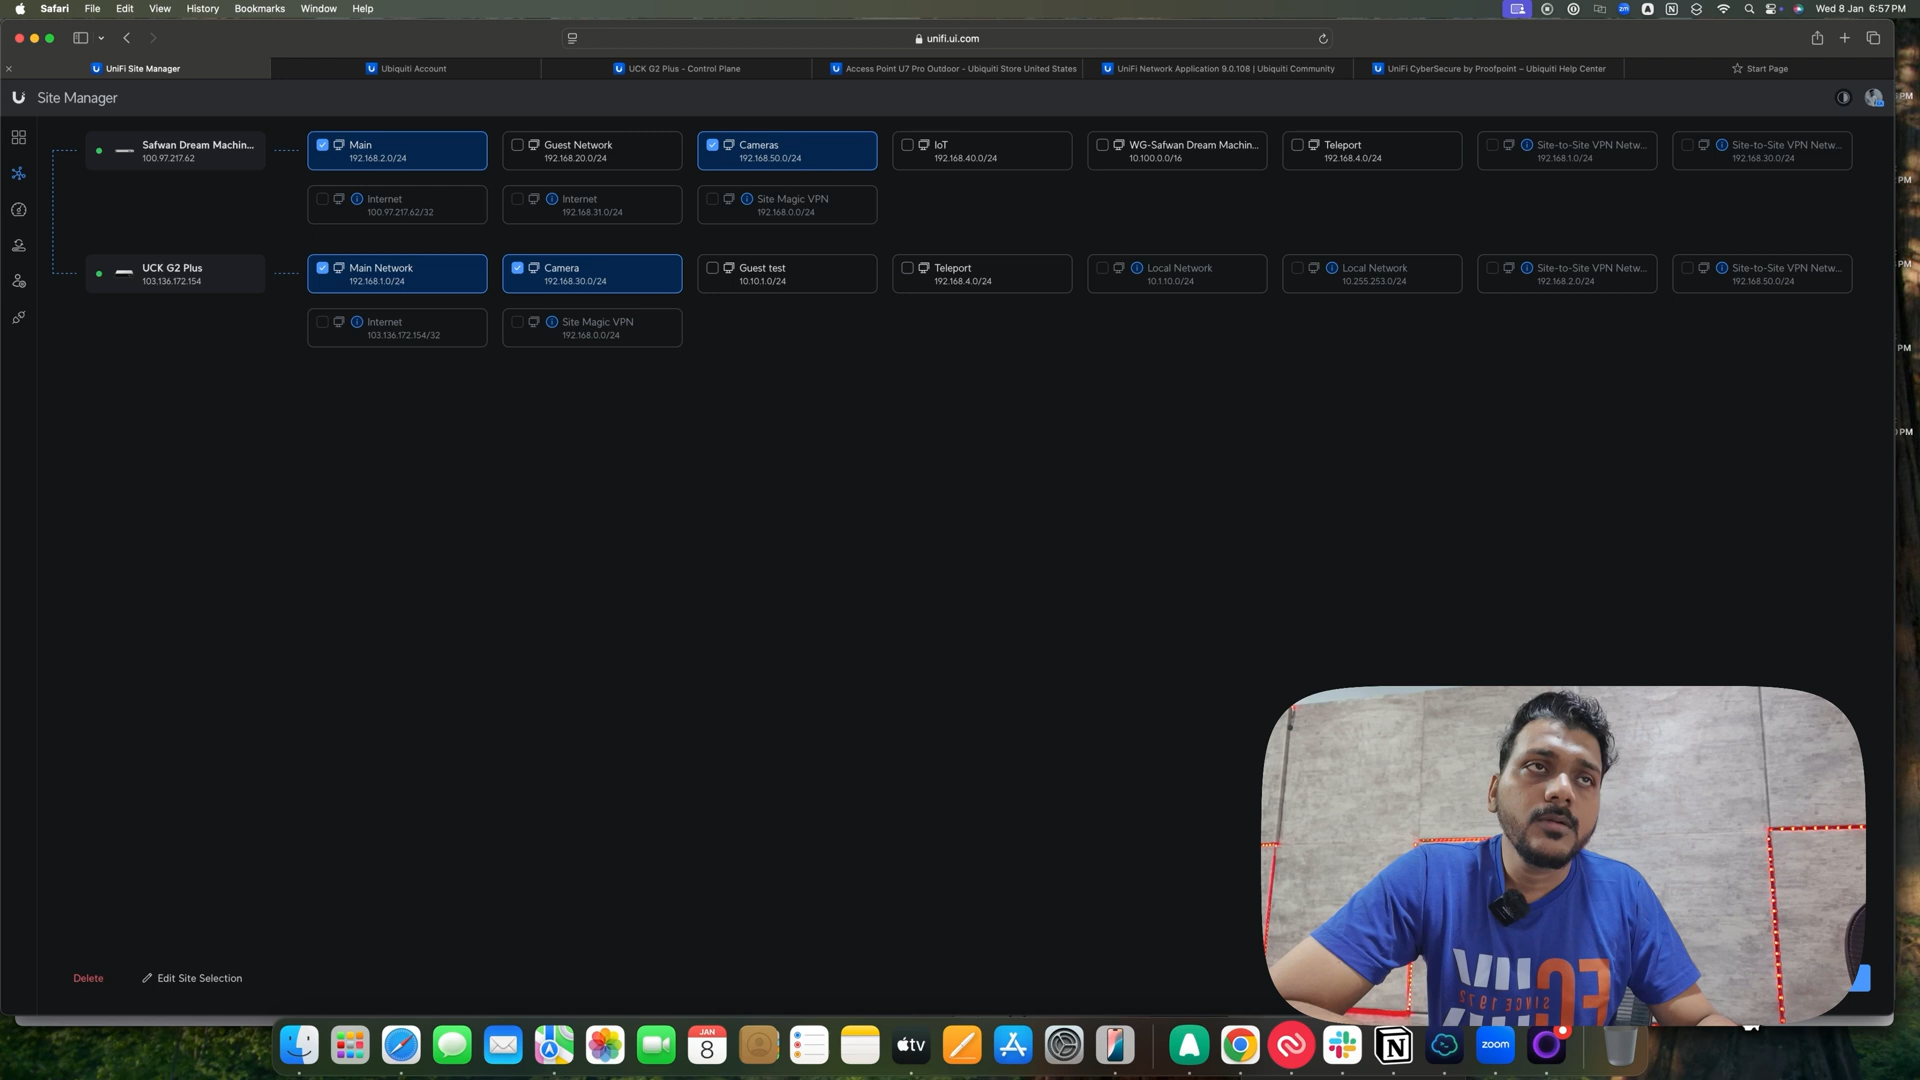 Safari File Edit View History Bookmarks Window Help
Wed 8 Jan 6:57 PM
unifi.ui.com
UniFi Site Manager
Ubiquiti Account
UCK G2 Plus - Control Plane
Access Point U7 Pro Outdoor - Ubiquiti Store United States
UniFi Network Application 9.0.108 | Ubiquiti Community
UniFi CyberSecure by Proofpoint – Ubiquiti Help Center
Start Page
Site Manager
PM
Safwan Dream Machin...
100.97.217.62
Main
192.168.2.0/24
Guest Network
192.168.20.0/24
Cameras
192.168.50.0/24
IoT
192.168.40.0/24
WG-Safwan Dream Machin...
10.100.0.0/16
Teleport
192.168.4.0/24
Site-to-Site VPN Netw...
192.168.1.0/24
Site-to-Site VPN Netw...
192.168.30.0/24
PM
Internet
100.97.217.62/32
Internet
192.168.31.0/24
Site Magic VPN
192.168.0.0/24
PM
UCK G2 Plus
103.136.172.154
Main Network
192.168.1.0/24
Camera
192.168.30.0/24
Guest test
10.10.1.0/24
Teleport
192.168.4.0/24
Local Network
10.1.10.0/24
Local Network
10.255.253.0/24
Site-to-Site VPN Netw...
192.168.2.0/24
Site-to-Site VPN Netw...
192.168.50.0/24
Internet
103.136.172.154/32
Site Magic VPN
192.168.0.0/24
PM
PM
Delete
Edit Site Selection
SINCE 1972
JAN
8
tv
zoom